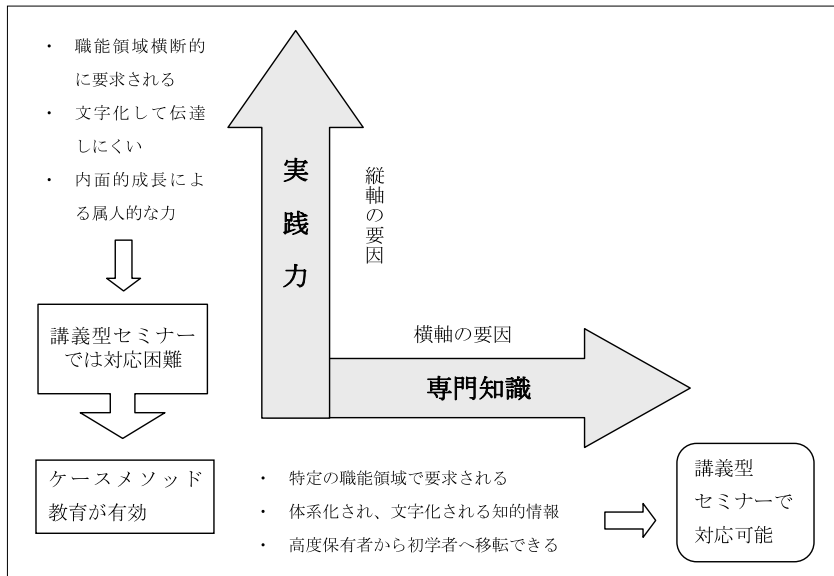 ・ 職能領域横断的
に要求される
・ 文字化して伝達
しにくい
・ 内面的成長によ
る属人的な力
講義型セミナー
では対応困難
ケースメソッド
教育が有効
実践力
縦軸の要因
横軸の要因
専門知識
・ 特定の職能領域で要求される
・ 体系化され、文字化される知的情報
・ 高度保有者から初学者へ移転できる
講義型
セミナーで
対応可能